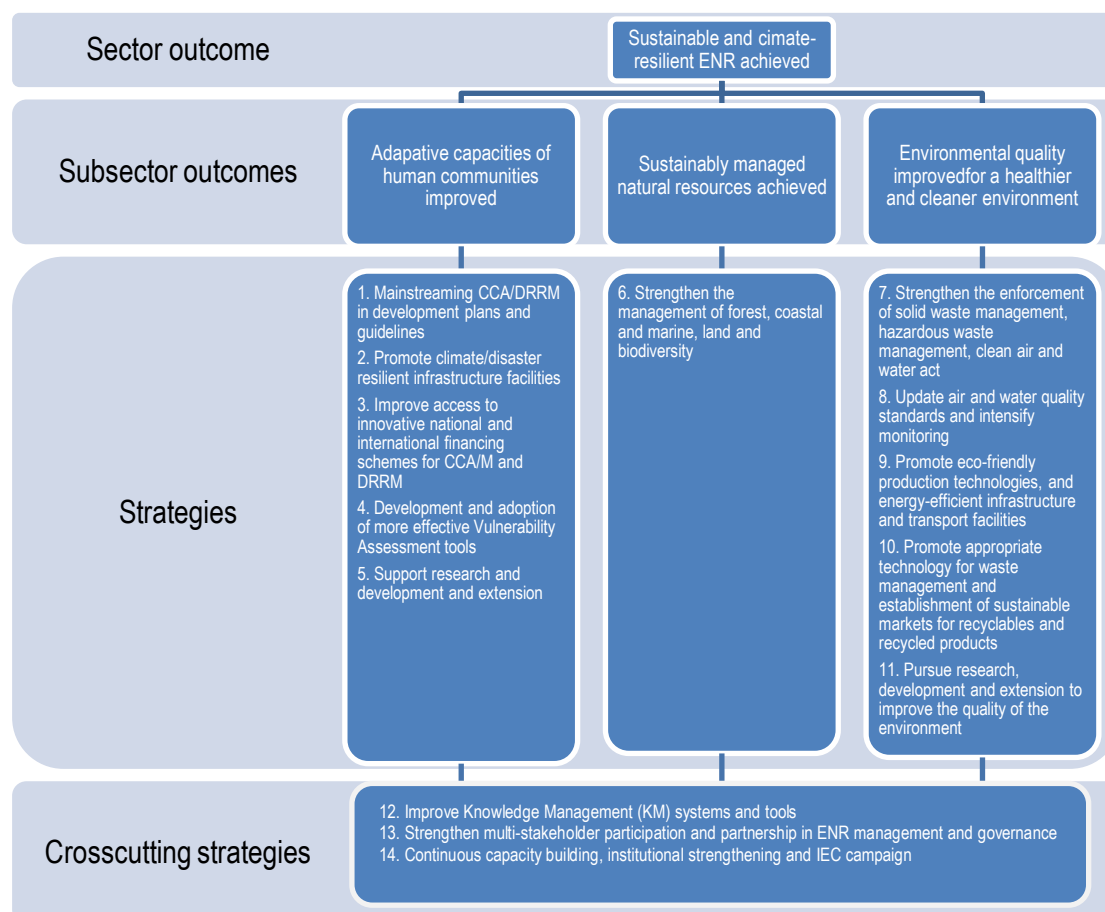 Sector outcome
Sustainable and cimate-
resilient ENR achieved
Subsector outcomes
Adapative capacities of
human communities
improved
Sustainably managed
natural resources achieved
Environmental quality
improvedfor a healthier
and cleaner environment
Strategies
1. Mainstreaming CCA/DRRM
in development plans and
guidelines
2. Promote climate/disaster
resilient infrastructure facilities
3. Improve access to
innovative national and
international financing
schemes for CCA/M and
DRRM
4. Development and adoption
of more effective Vulnerability
Assessment tools
5. Support research and
development and extension
6. Strengthen the
management of forest, coastal
and marine, land and
biodiversity
7. Strengthen the enforcement
of solid waste management,
hazardous waste
management, clean air and
water act
8. Update air and water quality
standards and intensify
monitoring
9. Promote eco-friendly
production technologies, and
energy-efficient infrastructure
and transport facilities
10. Promote appropriate
technology for waste
management and
establishment of sustainable
markets for recyclables and
recycled products
11. Pursue research,
development and extension to
improve the quality of the
environment
Crosscutting strategies
12. Improve Knowledge Management (KM) systems and tools
13. Strengthen multi-stakeholder participation and partnership in ENR management and governance
14. Continuous capacity building, institutional strengthening and IEC campaign